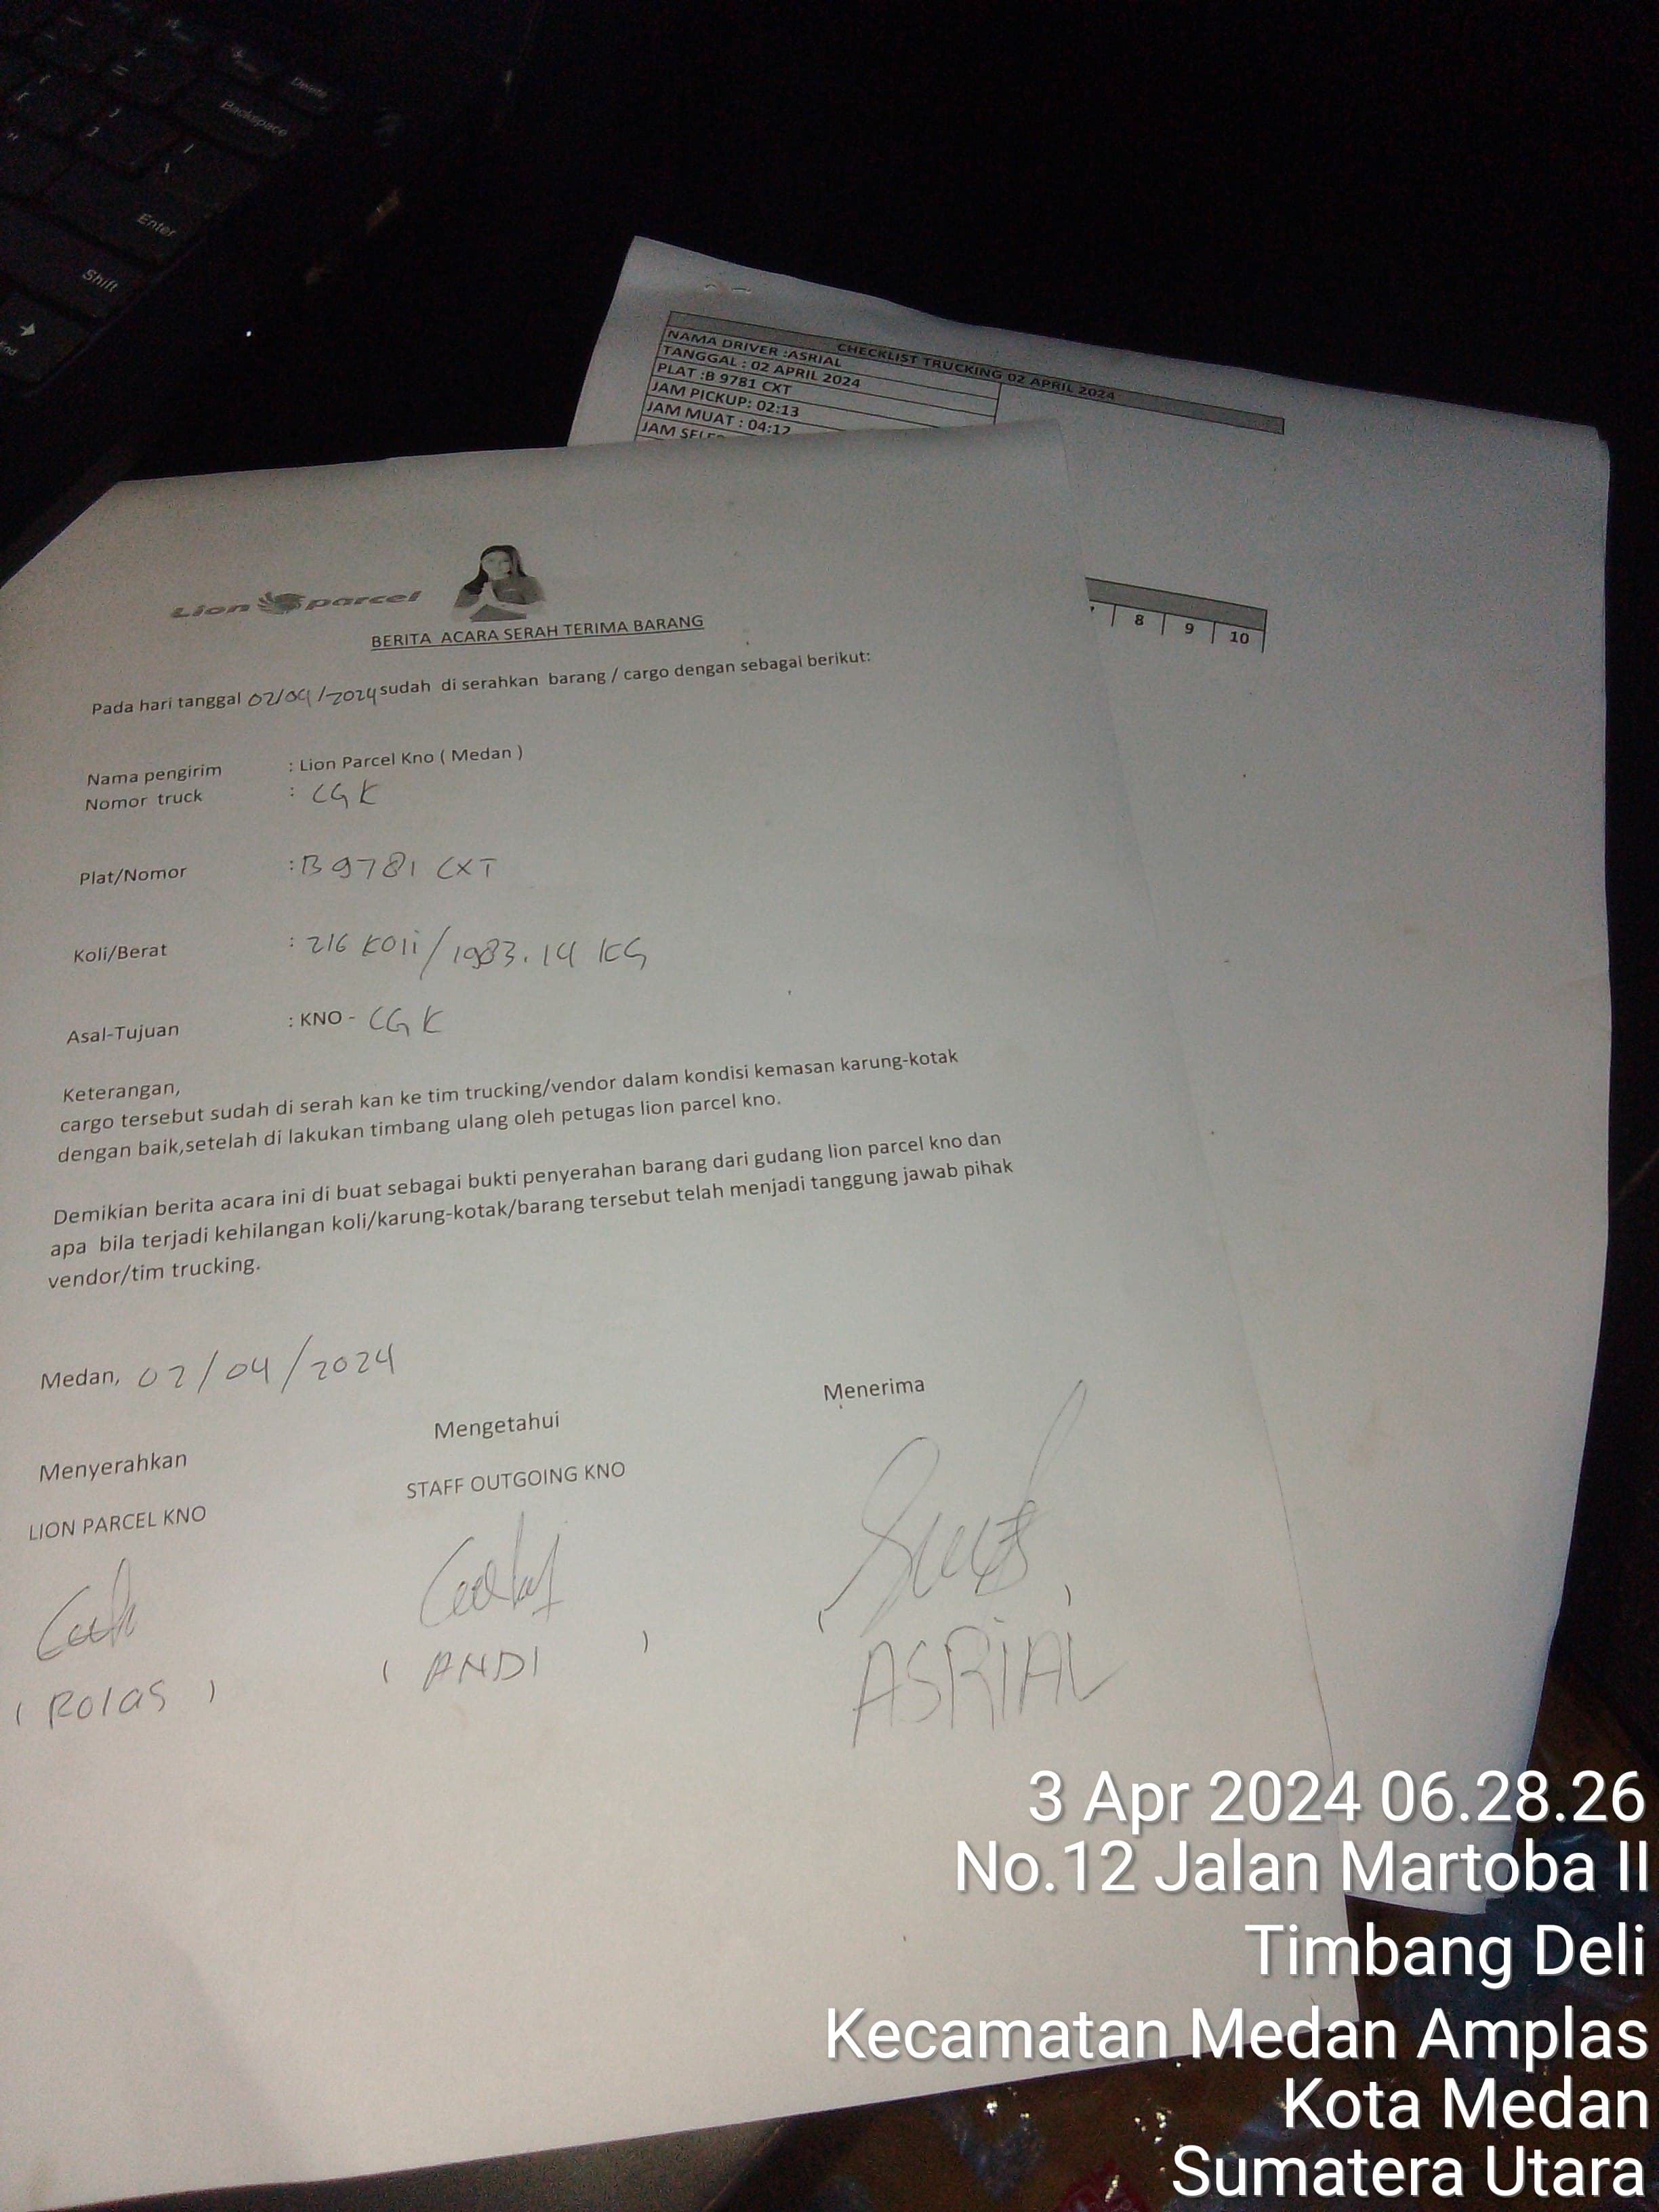 Delete
Backspace
Enter
Shift
End
CHECKLIST TRUCKING 02 APRIL 2024
NAMA DRIVER :ASRIAL
TANGGAL : 02 APRIL 2024
PLAT :B 9781 CXT
JAM PICKUP: 02:13
JAM MUAT : 04:12
8 9 10
Lion parcel
BERITA ACARA SERAH TERIMA BARANG
Pada hari tanggal 02/04/2024 sudah di serahkan barang / cargo dengan sebagai berikut:
Nama pengirim : Lion Parcel Kno ( Medan )
Nomor truck : CGK
Plat/Nomor : B 9781 CXT
Koli/Berat : 216 Koli / 1983.14 KG
Asal-Tujuan : KNO - CGK
Keterangan,
cargo tersebut sudah di serah kan ke tim trucking/vendor dalam kondisi kemasan karung-kotak
dengan baik,setelah di lakukan timbang ulang oleh petugas lion parcel kno.
Demikian berita acara ini di buat sebagai bukti penyerahan barang dari gudang lion parcel kno dan
apa bila terjadi kehilangan koli/karung-kotak/barang tersebut telah menjadi tanggung jawab pihak
vendor/tim trucking.
Medan, 02/04/2024
Menyerahkan Mengetahui Menerima
LION PARCEL KNO STAFF OUTGOING KNO
( Rolas ) ( ANDI ) ( ) ASRIAL
3 Apr 2024 06.28.26
No.12 Jalan Martoba II
Timbang Deli
Kecamatan Medan Amplas
Kota Medan
Sumatera Utara